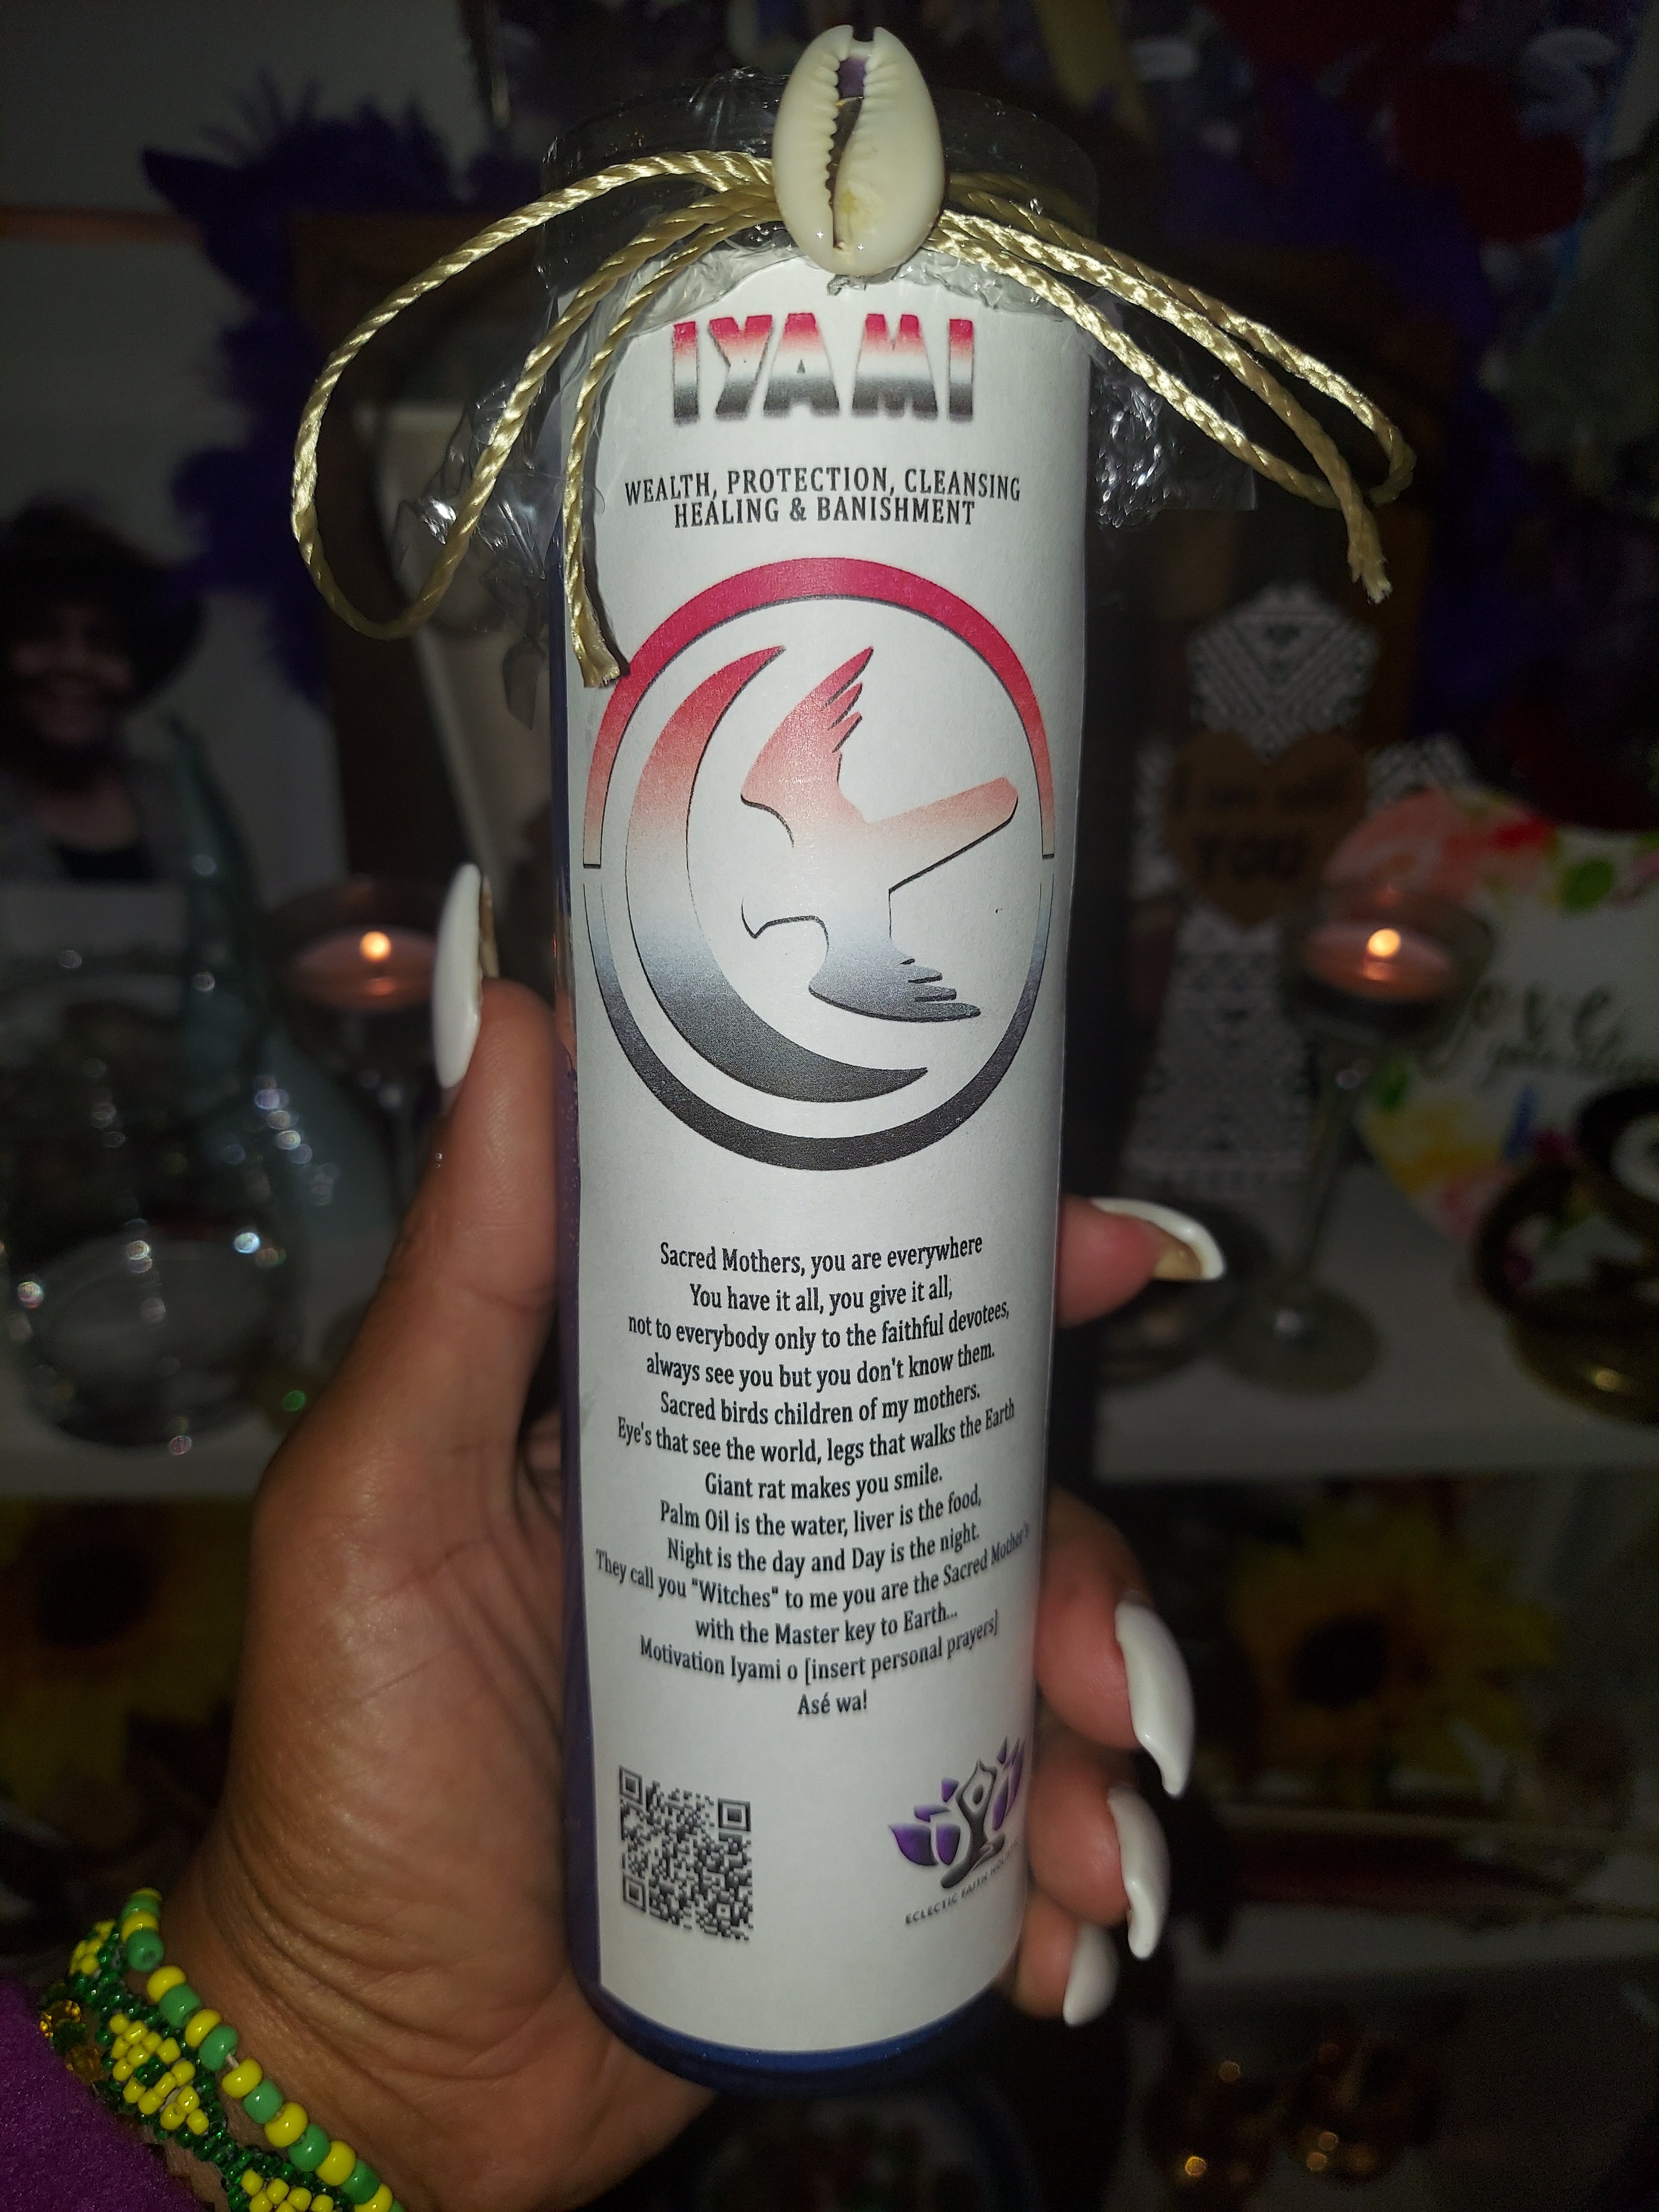 IYAMI
WEALTH, PROTECTION, CLEANSING
HEALING & BANISHMENT
Sacred Mothers, you are everywhere
You have it all, you give it all,
not to everybody only to the faithful devotees,
always see you but you don't know them.
Sacred birds children of my mothers.
Eye's that see the world, legs that walks the Earth
Giant rat makes you smile.
Palm Oil is the water, liver is the food,
Night is the day and Day is the night.
They call you "Witches" to me you are the Sacred Mother's
with the Master key to Earth...
Motivation Iyami o [insert personal prayers]
Asé wa!
ECLECTIC FAITH
YOU